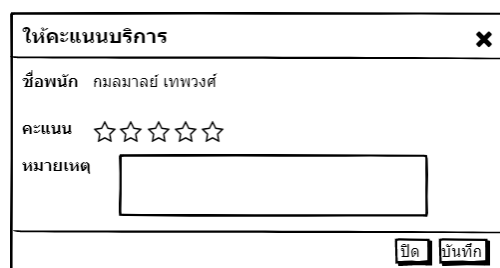 ให้คะแนนบริการ
ชื่อพนัก กมลมาลย์ เทพวงศ์
คะแนน
หมายเหตุ
ปิด บันทึก